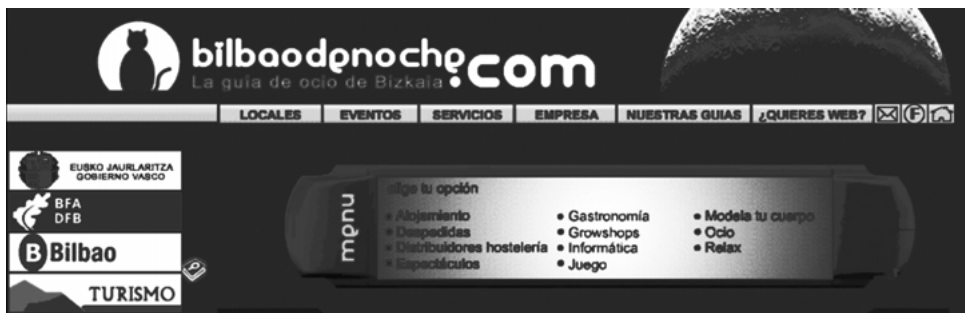 bilbaodenoche.com
La guia de ocio de Bizkaia
LOCALES EVENTOS SERVICIOS EMPRESA NUESTRAS GUIAS ¿QUIERES WEB? F
EUSKO JAURLARITZA
GOBIERNO VASCO
BFA
DFB
B Bilbao
TURISMO
menu
elige tu opción
• Alojamiento • Gastronomía • Modela tu cuerpo
• Despedidas • Growshops • Ocio
• Distribuidores hostelería • Informática • Relax
• Espectáculos • Juego